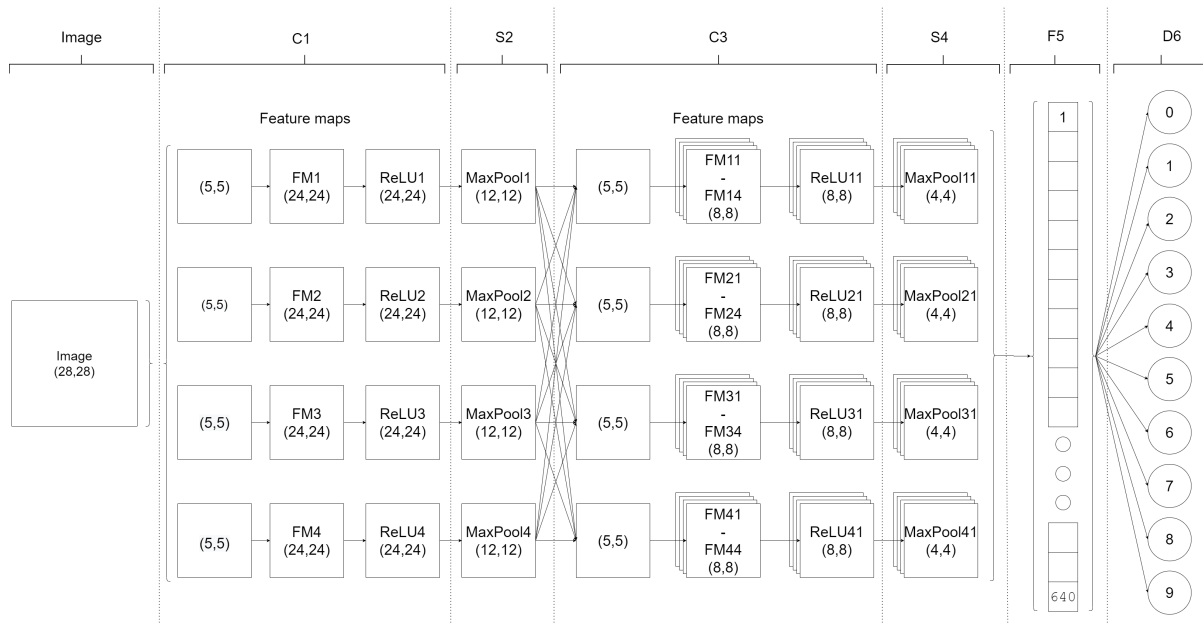 Image
C1
S2
C3
S4
F5
D6
Feature maps
Feature maps
(5,5)
FM1
(24,24)
ReLU1
(24,24)
MaxPool1
(12,12)
(5,5)
FM11
-
FM14
(8,8)
ReLU11
(8,8)
MaxPool11
(4,4)
(5,5)
FM2
(24,24)
ReLU2
(24,24)
MaxPool2
(12,12)
(5,5)
FM21
-
FM24
(8,8)
ReLU21
(8,8)
MaxPool21
(4,4)
Image
(28,28)
(5,5)
FM3
(24,24)
ReLU3
(24,24)
MaxPool3
(12,12)
(5,5)
FM31
-
FM34
(8,8)
ReLU31
(8,8)
MaxPool31
(4,4)
(5,5)
FM4
(24,24)
ReLU4
(24,24)
MaxPool4
(12,12)
(5,5)
FM41
-
FM44
(8,8)
ReLU41
(8,8)
MaxPool41
(4,4)
1
640
0
1
2
3
4
5
6
7
8
9